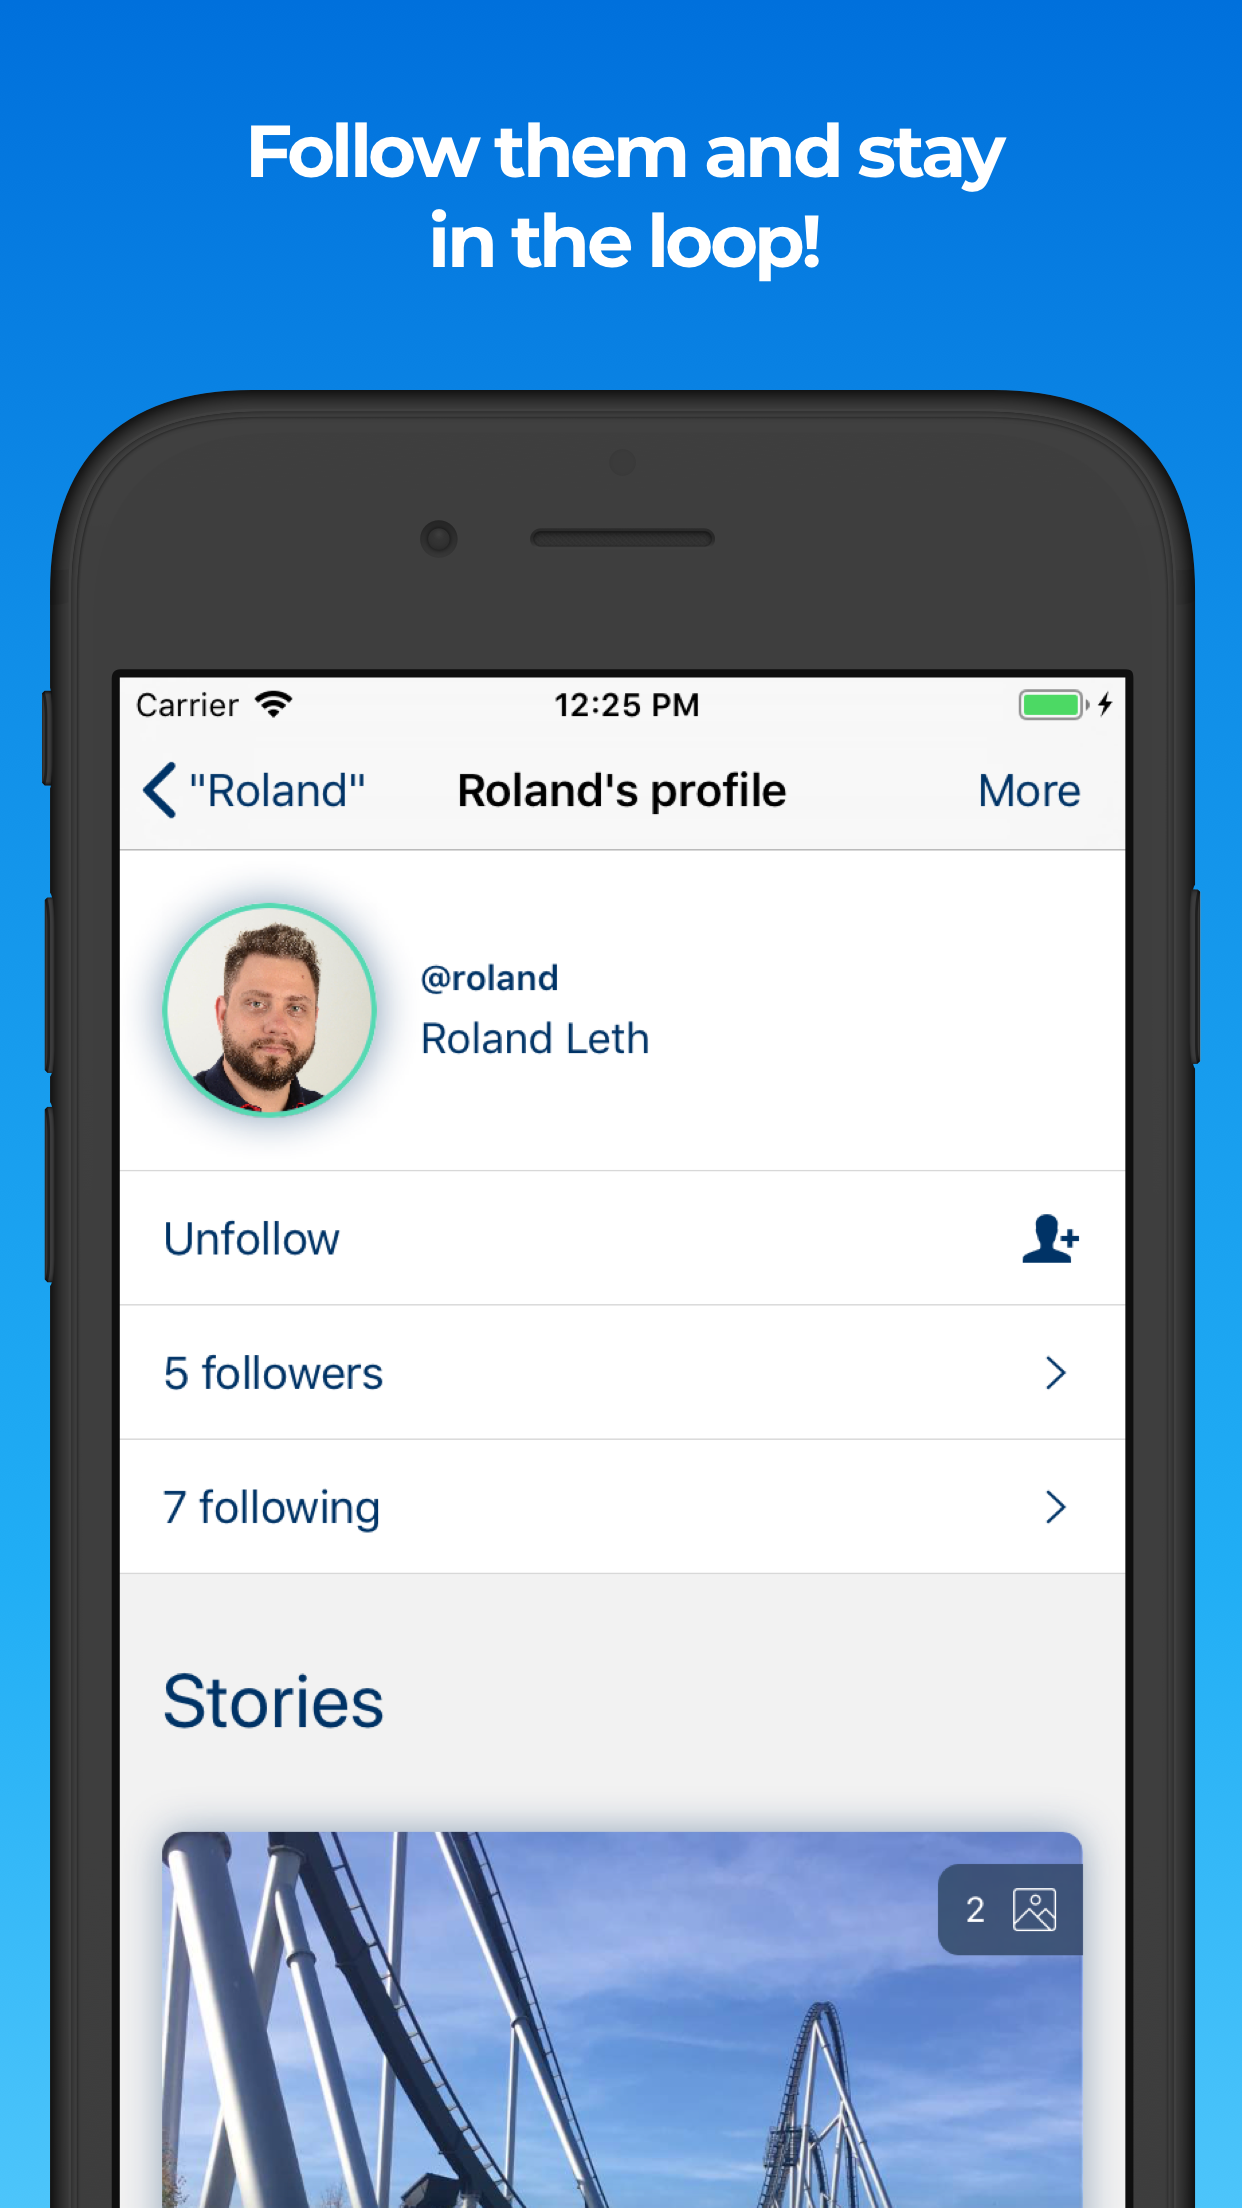 Follow them and stay
in the loop!
Carrier 12:25 PM
"Roland" Roland's profile More
@roland
Roland Leth
Unfollow
5 followers
7 following
Stories
2